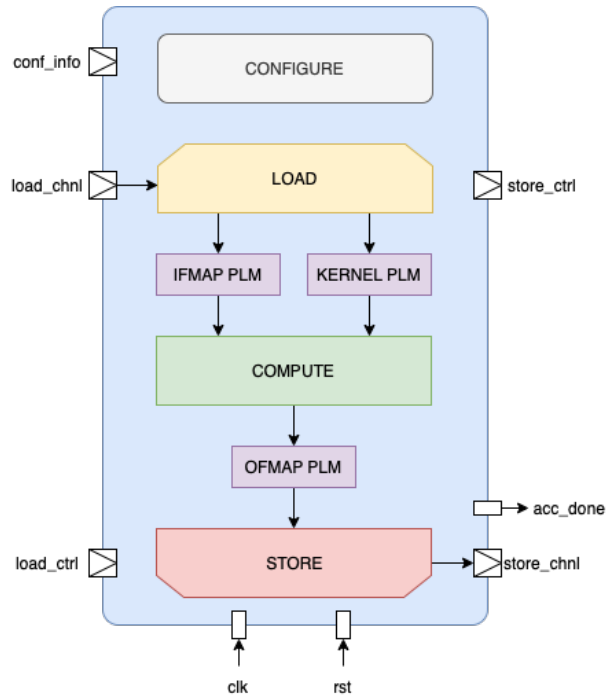 conf_info
CONFIGURE
load_chnl
LOAD
store_ctrl
IFMAP PLM
KERNEL PLM
COMPUTE
OFMAP PLM
acc_done
load_ctrl
STORE
store_chnl
clk
rst